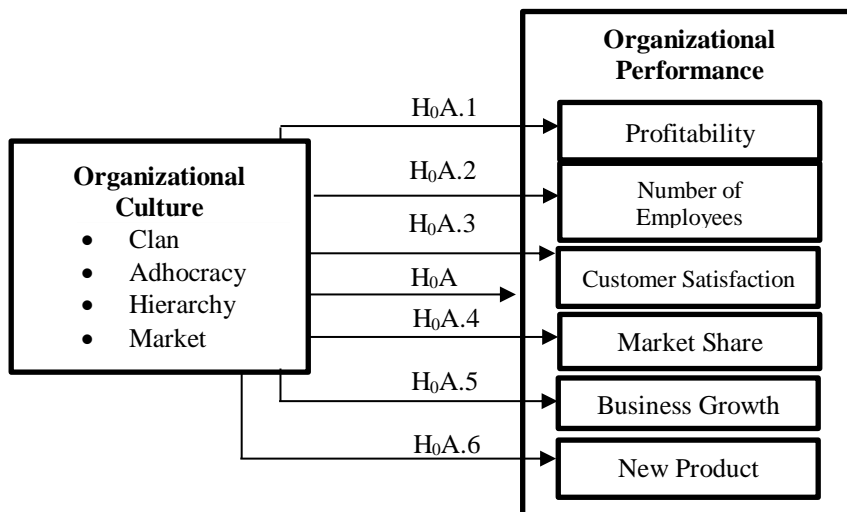 Organizational
Performance
H₀A.1
Profitability
Organizational
Culture
• Clan
• Adhocracy
• Hierarchy
• Market
H₀A.2
Number of
Employees
H₀A.3
Customer Satisfaction
H₀A
H₀A.4
Market Share
H₀A.5
Business Growth
H₀A.6
New Product